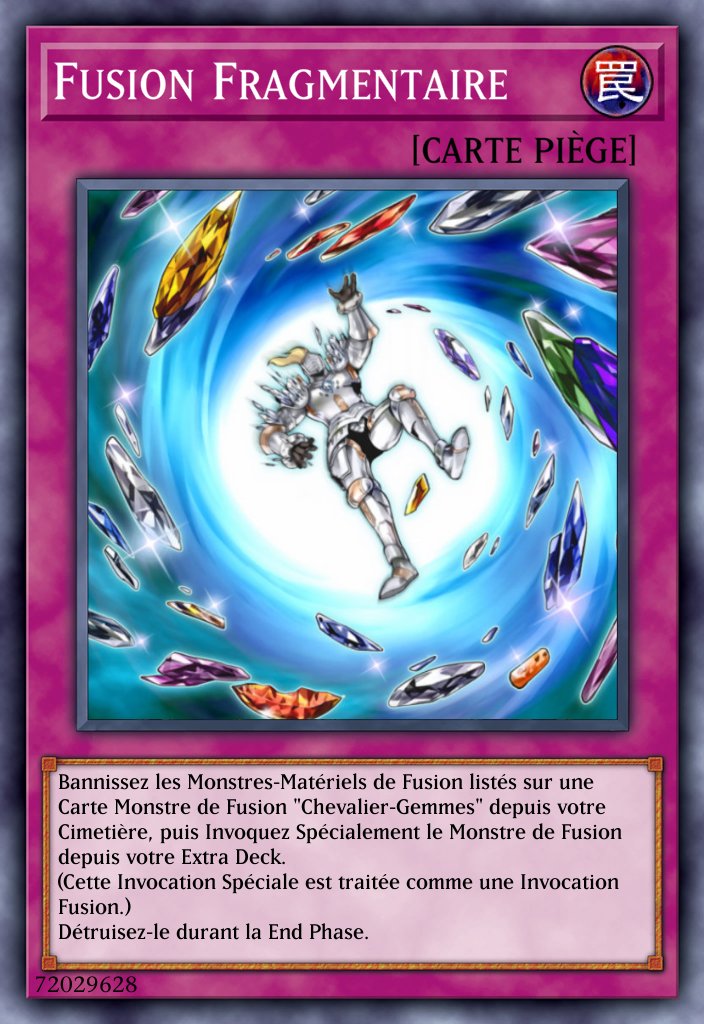 Fusion Fragmentaire
罠
[CARTE PIÈGE]
Bannissez les Monstres-Matériels de Fusion listés sur une
Carte Monstre de Fusion "Chevalier-Gemmes" depuis votre
Cimetière, puis Invoquez Spécialement le Monstre de Fusion
depuis votre Extra Deck.
(Cette Invocation Spéciale est traitée comme une Invocation
Fusion.)
Détruisez-le durant la End Phase.
72029628